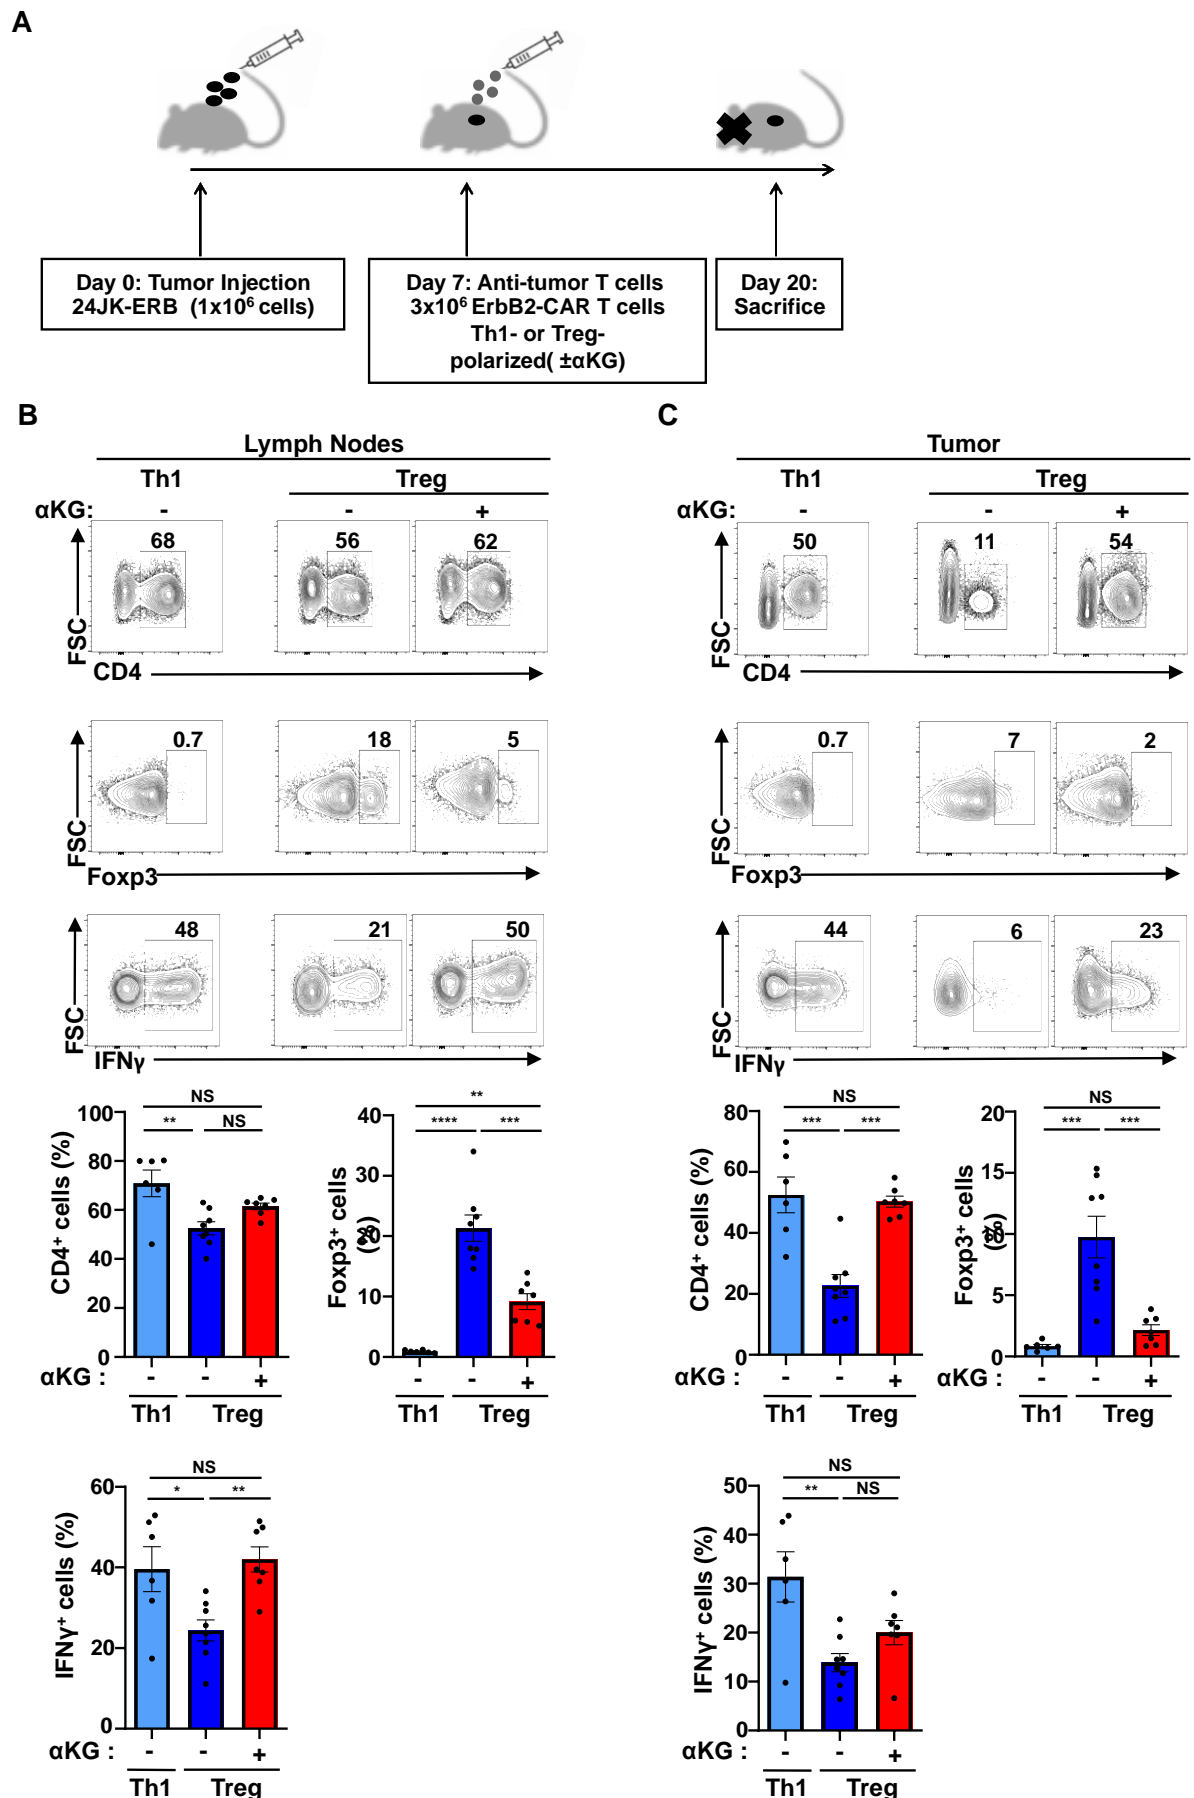 A
Day 0: Tumor Injection
24JK-ERB (1x10⁶ cells)
Day 7: Anti-tumor T cells
3x10⁶ ErbB2-CAR T cells
Th1- or Treg-
polarized( ±αKG)
Day 20:
Sacrifice
B
Lymph Nodes
Th1
Treg
αKG:
-
-
+
68
56
62
FSC
CD4
0.7
18
5
FSC
Foxp3
48
21
50
FSC
IFNγ
CD4⁺ cells (%)
100
80
60
40
20
0
NS
**
NS
αKG :
-
-
+
Th1
Treg
Foxp3⁺ cells
(%)
40
30
20
10
0
**
****
***
-
-
+
Th1
Treg
IFNγ⁺ cells (%)
60
40
20
0
NS
*
**
αKG :
-
-
+
Th1
Treg
C
Tumor
Th1
Treg
αKG:
-
-
+
50
11
54
FSC
CD4
0.7
7
2
FSC
Foxp3
44
6
23
FSC
IFNγ
CD4⁺ cells (%)
80
60
40
20
0
NS
***
***
αKG :
-
-
+
Th1
Treg
Foxp3⁺ cells
(%)
20
15
10
5
0
NS
***
***
-
-
+
Th1
Treg
IFNγ⁺ cells (%)
50
40
30
20
10
0
NS
**
NS
αKG :
-
-
+
Th1
Treg